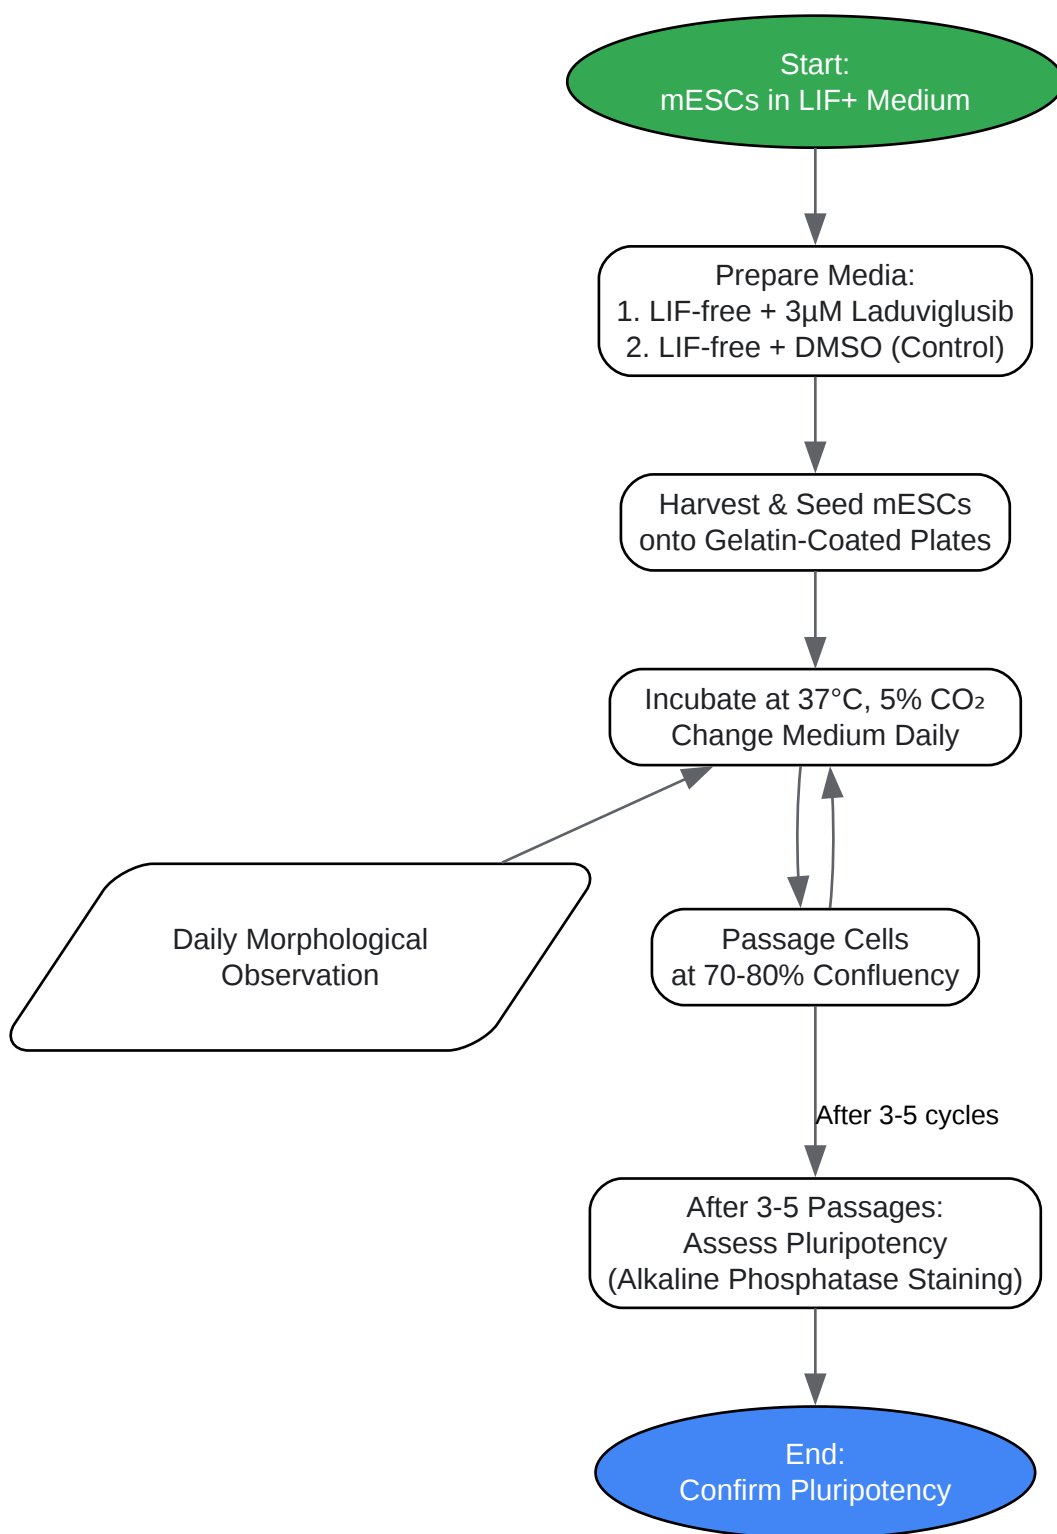 Start:
mESCs in LIF+ Medium
Prepare Media:
1. LIF-free + 3µM Laduviglusib
2. LIF-free + DMSO (Control)
Harvest & Seed mESCs
onto Gelatin-Coated Plates
Incubate at 37°C, 5% CO₂
Change Medium Daily
Daily Morphological
Observation
Passage Cells
at 70-80% Confluency
After 3-5 cycles
After 3-5 Passages:
Assess Pluripotency
(Alkaline Phosphatase Staining)
End:
Confirm Pluripotency